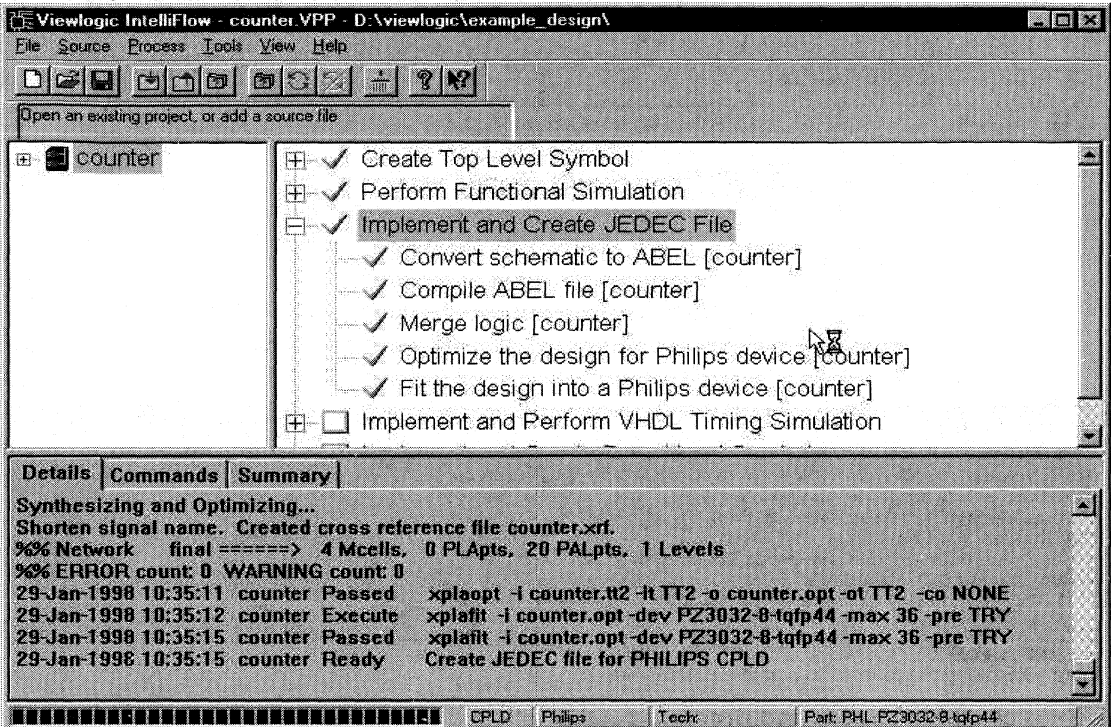 Viewlogic IntelliFlow - counter.VPP - D:\viewlogic\example_design\
File Source Process Tools View Help
Open an existing project, or add a source file
counter
Create Top Level Symbol
Perform Functional Simulation
Implement and Create JEDEC File
Convert schematic to ABEL [counter]
Compile ABEL file [counter]
Merge logic [counter]
Optimize the design for Philips device [counter]
Fit the design into a Philips device [counter]
Implement and Perform VHDL Timing Simulation
Details Commands Summary
Synthesizing and Optimizing...
Shorten signal name. Created cross reference file counter.xrf.
%% Network final ======> 4 Mcells, 0 PLApts, 20 PALpts, 1 Levels
%% ERROR count: 0 WARNING count: 0
29-Jan-1998 10:35:11 counter Passed xplaopt -i counter.tt2 -it TT2 -o counter.opt -ot TT2 -co NONE
29-Jan-1998 10:35:12 counter Execute xplafit -i counter.opt -dev PZ3032-8-tqfp44 -max 36 -pre TRY
29-Jan-1998 10:35:15 counter Passed xplafit -i counter.opt -dev PZ3032-8-tqfp44 -max 36 -pre TRY
29-Jan-1998 10:35:15 counter Ready Create JEDEC file for PHILIPS CPLD
CPLD Philips Tech: Part: PHL PZ3032-8-tqfp44